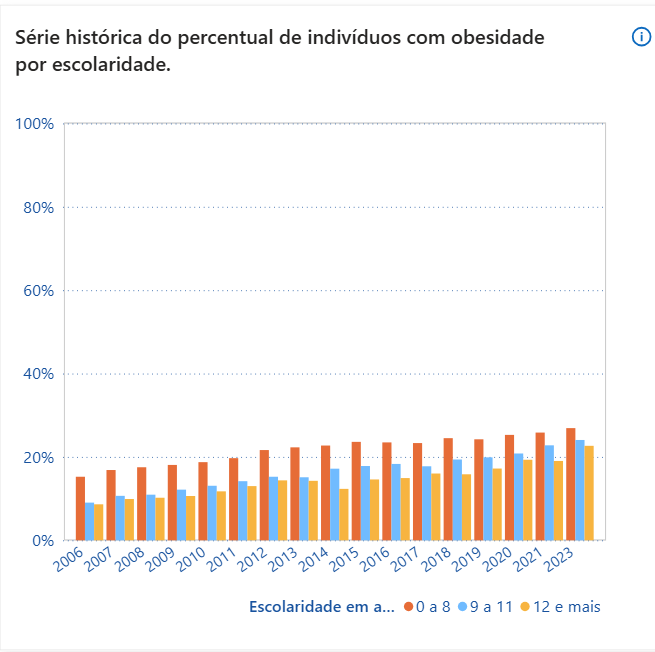 Série histórica do percentual de indivíduos com obesidade
por escolaridade.
100%
80%
60%
40%
20%
0%
2006 2007 2008 2009 2010 2011 2012 2013 2014 2015 2016 2017 2018 2019 2020 2021 2023
Escolaridade em a... 0 a 8 9 a 11 12 e mais